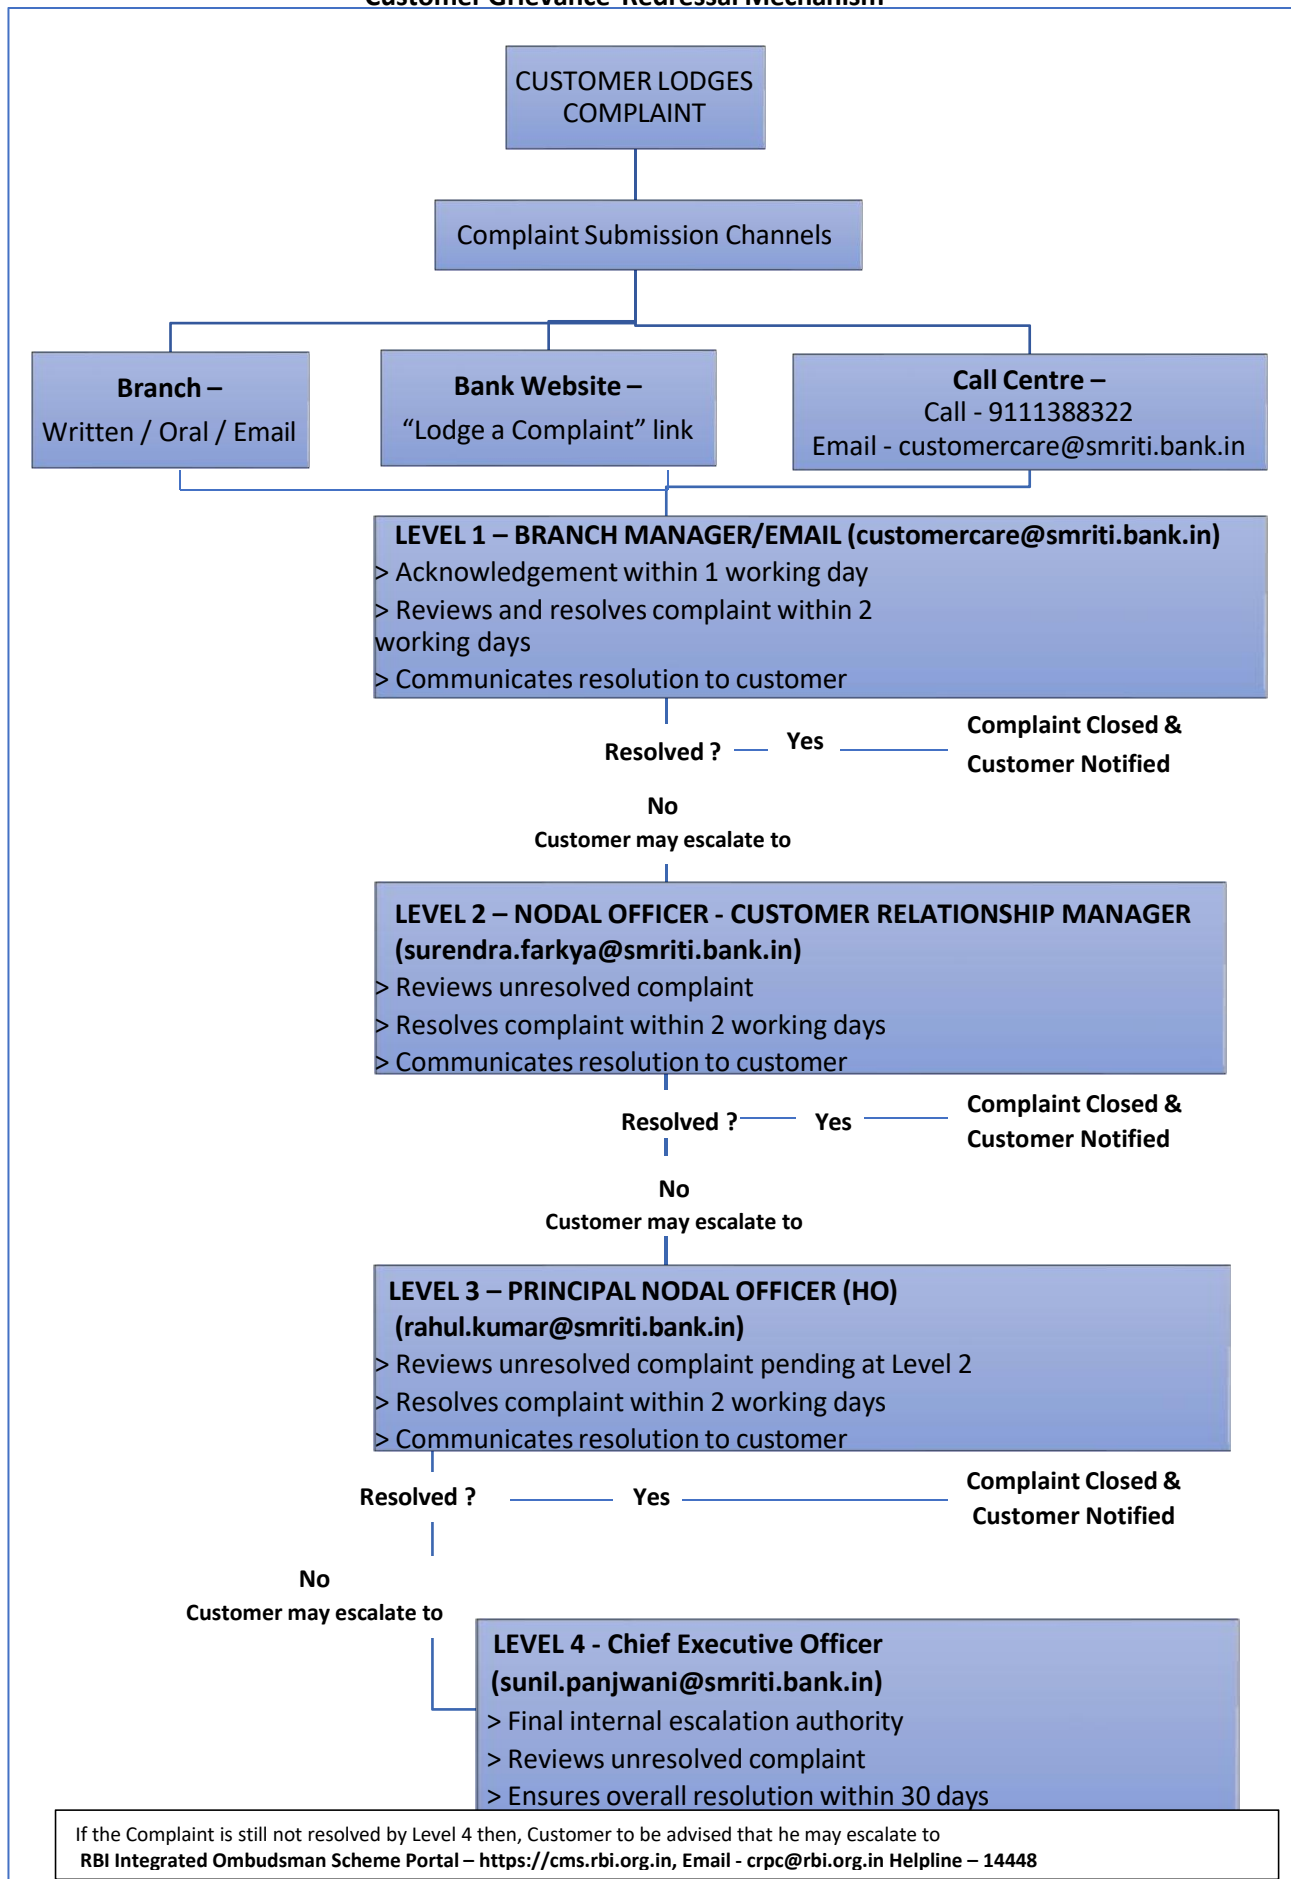 Customer Grievance Redressal Mechanism
CUSTOMER LODGES
COMPLAINT
Complaint Submission Channels
Branch –
Written / Oral / Email
Bank Website –
“Lodge a Complaint” link
Call Centre –
Call - 9111388322
Email - customercare@smriti.bank.in
LEVEL 1 – BRANCH MANAGER/EMAIL (customercare@smriti.bank.in)
> Acknowledgement within 1 working day
> Reviews and resolves complaint within 2
working days
> Communicates resolution to customer
Resolved ?
Yes
Complaint Closed &
Customer Notified
No
Customer may escalate to
LEVEL 2 – NODAL OFFICER - CUSTOMER RELATIONSHIP MANAGER
(surendra.farkya@smriti.bank.in)
> Reviews unresolved complaint
> Resolves complaint within 2 working days
> Communicates resolution to customer
Resolved ?
Yes
Complaint Closed &
Customer Notified
No
Customer may escalate to
LEVEL 3 – PRINCIPAL NODAL OFFICER (HO)
(rahul.kumar@smriti.bank.in)
> Reviews unresolved complaint pending at Level 2
> Resolves complaint within 2 working days
> Communicates resolution to customer
Resolved ?
Yes
Complaint Closed &
Customer Notified
No
Customer may escalate to
LEVEL 4 - Chief Executive Officer
(sunil.panjwani@smriti.bank.in)
> Final internal escalation authority
> Reviews unresolved complaint
> Ensures overall resolution within 30 days
If the Complaint is still not resolved by Level 4 then, Customer to be advised that he may escalate to
RBI Integrated Ombudsman Scheme Portal – https://cms.rbi.org.in, Email - crpc@rbi.org.in Helpline – 14448